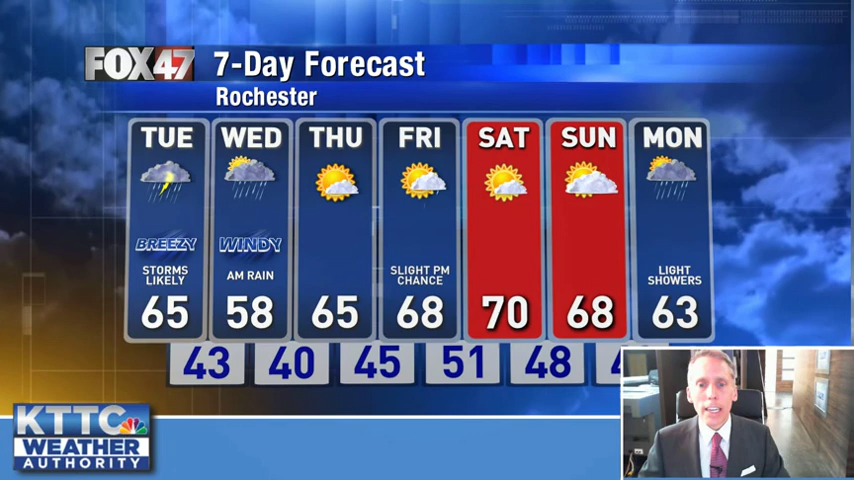 FOX47
7-Day Forecast
Rochester
TUE
WED
THU
FRI
SAT
SUN
MON
BREEZY
WINDY
STORMS
LIKELY
AM RAIN
SLIGHT PM
CHANCE
LIGHT
SHOWERS
65
58
65
68
70
68
63
43
40
45
51
48
KTTC
WEATHER
AUTHORITY